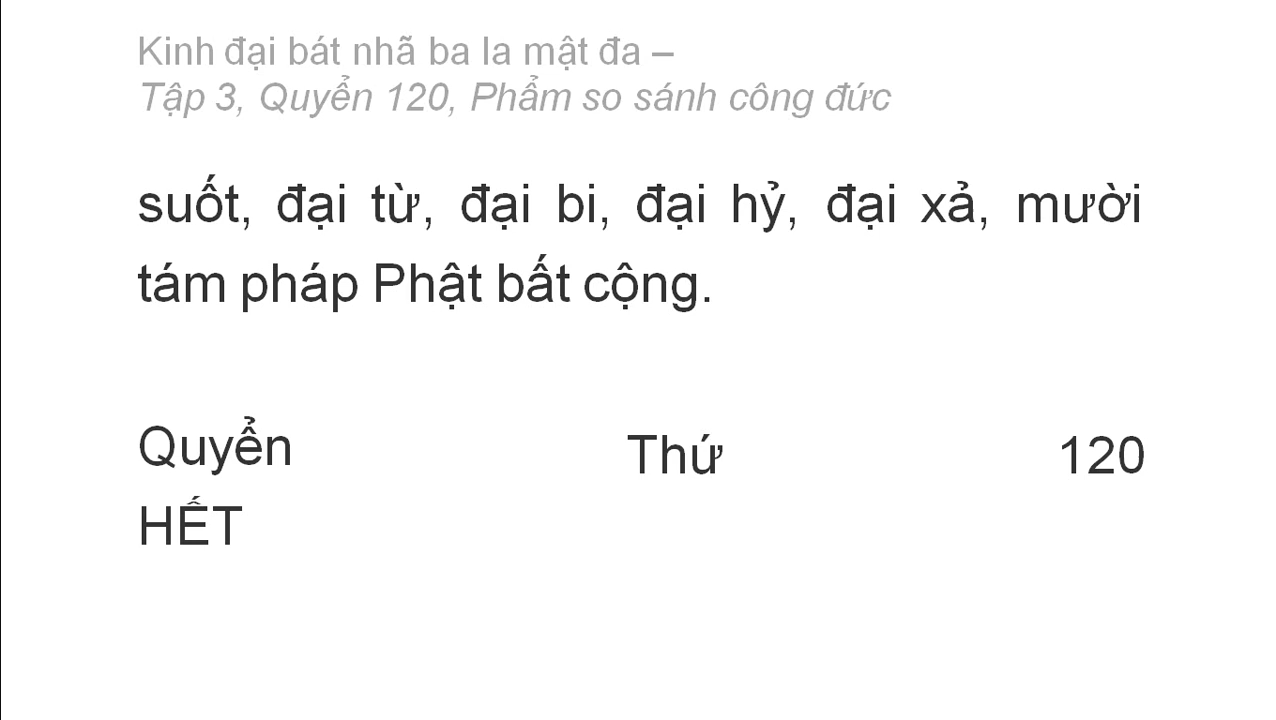 Kinh đại bát nhã ba la mật đa –
Tập 3, Quyển 120, Phẩm so sánh công đức
suốt, đại từ, đại bi, đại hỷ, đại xả, mười
tám pháp Phật bất cộng.
Quyển Thứ 120
HẾT